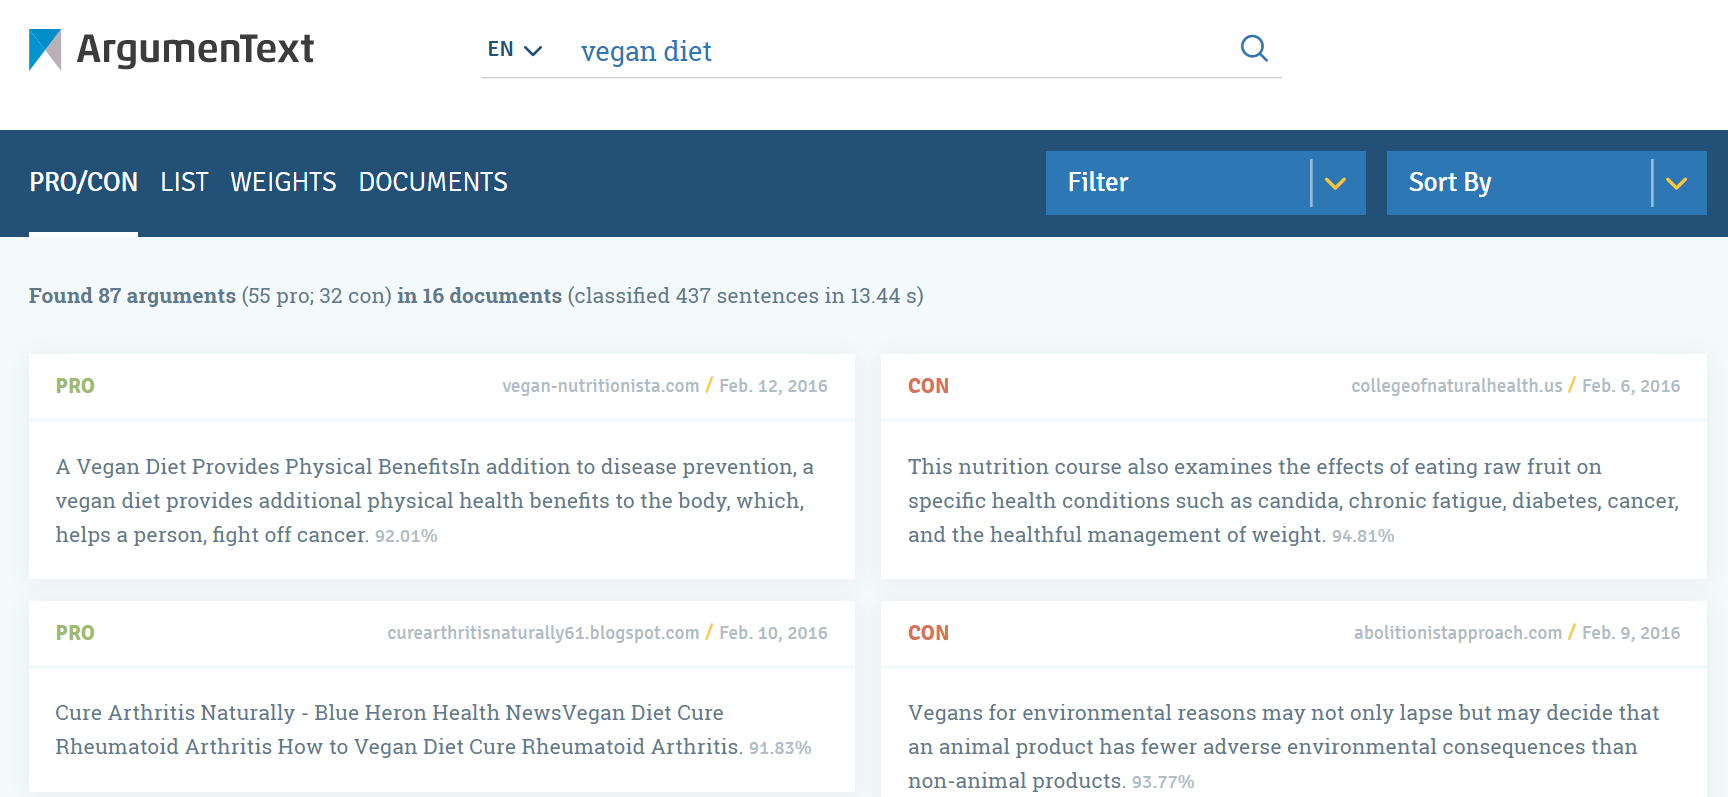 ArgumenText
EN
vegan diet
PRO/CON LIST WEIGHTS DOCUMENTS
Filter
Sort By
Found 87 arguments (55 pro; 32 con) in 16 documents (classified 437 sentences in 13.44 s)
PRO
vegan-nutritionista.com / Feb. 12, 2016
A Vegan Diet Provides Physical BenefitsIn addition to disease prevention, a
vegan diet provides additional physical health benefits to the body, which,
helps a person, fight off cancer. 92.01%
CON
collegeofnaturalhealth.us / Feb. 6, 2016
This nutrition course also examines the effects of eating raw fruit on
specific health conditions such as candida, chronic fatigue, diabetes, cancer,
and the healthful management of weight. 94.81%
PRO
curearthritisnaturally61.blogspot.com / Feb. 10, 2016
Cure Arthritis Naturally - Blue Heron Health NewsVegan Diet Cure
Rheumatoid Arthritis How to Vegan Diet Cure Rheumatoid Arthritis. 91.83%
CON
abolitionistapproach.com / Feb. 9, 2016
Vegans for environmental reasons may not only lapse but may decide that
an animal product has fewer adverse environmental consequences than
non-animal products. 93.77%